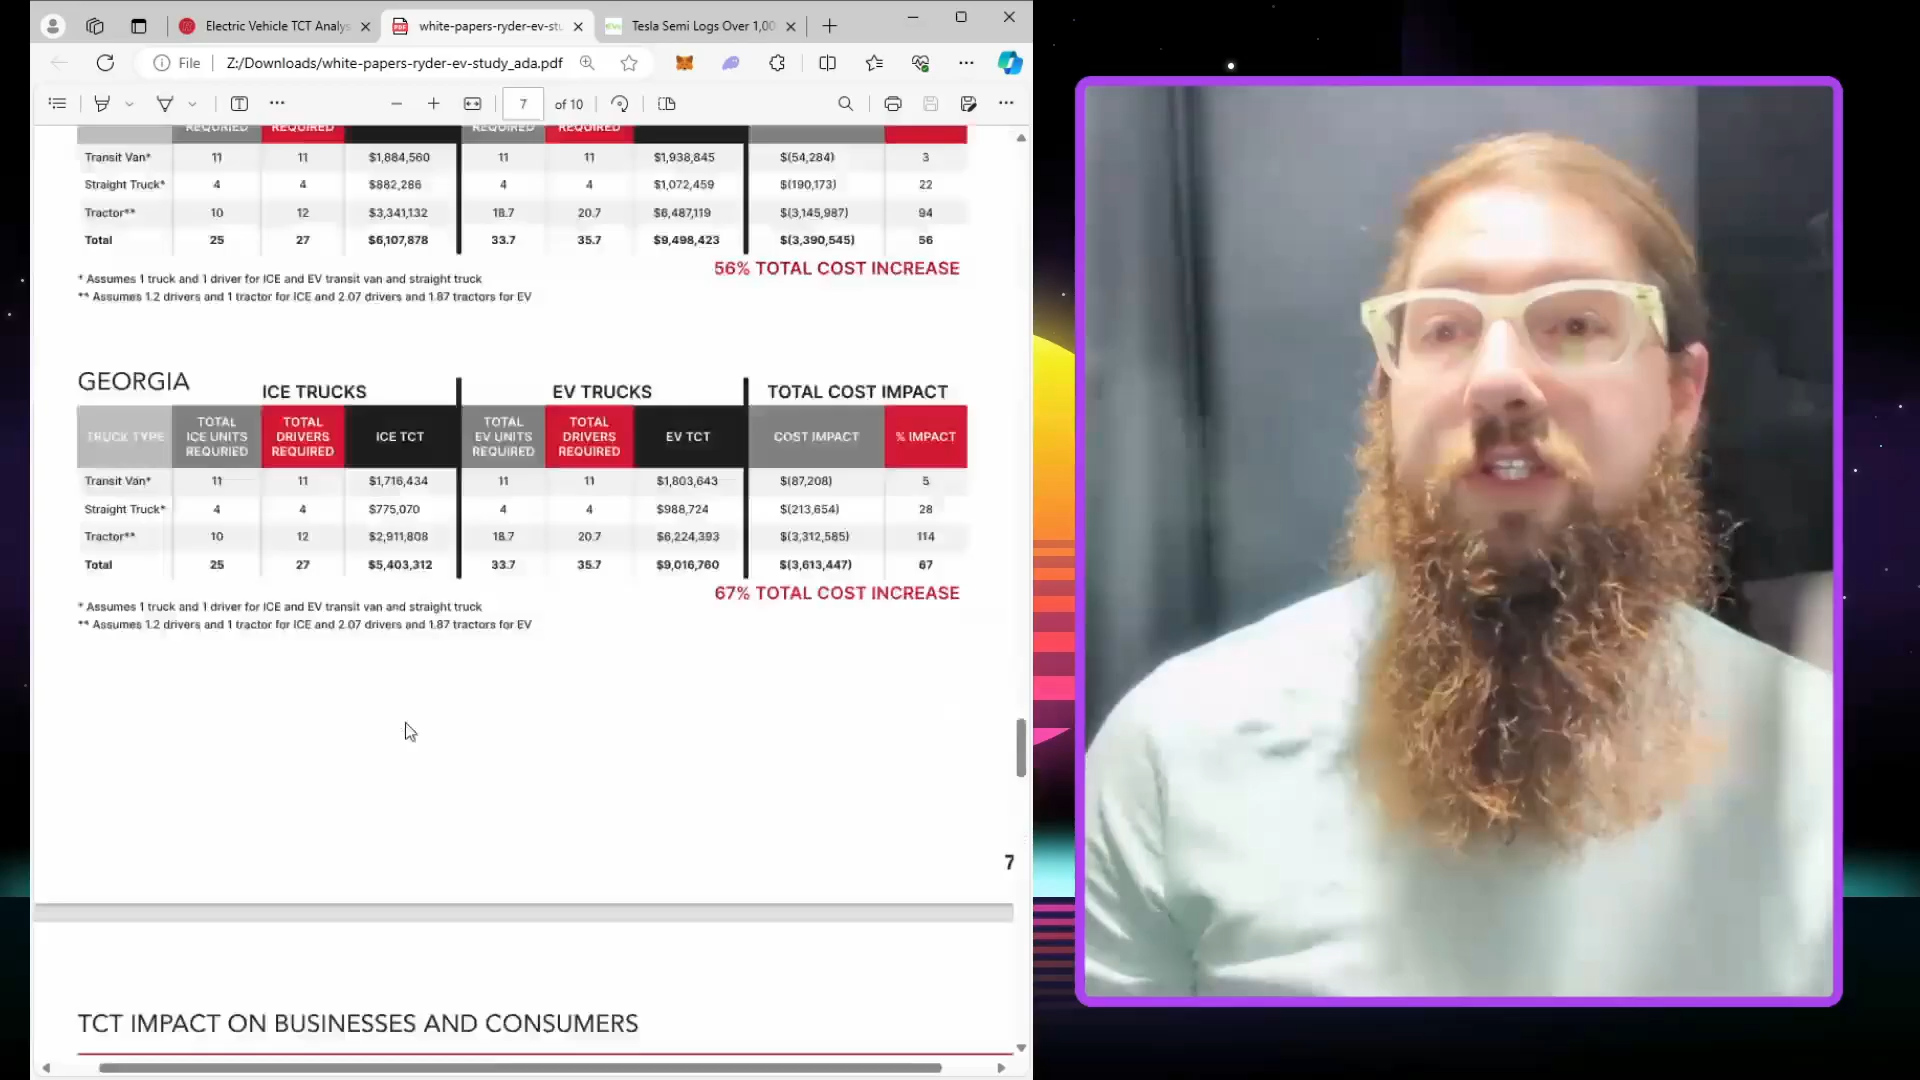 Electric Vehicle TCT Analys
white-papers-ryder-ev-stu
Tesla Semi Logs Over 1,00
File
Z:/Downloads/white-papers-ryder-ev-study_ada.pdf
7
of 10
REQURIED REQUIRED REQUIRED REQUIRED
Transit Van* 11 11 $1,884,560 11 11 $1,938,845 $(54,284) 3
Straight Truck* 4 4 $882,286 4 4 $1,072,459 $(190,173) 22
Tractor** 10 12 $3,341,132 18.7 20.7 $6,487,119 $(3,145,987) 94
Total 25 27 $6,107,878 33.7 35.7 $9,498,423 $(3,390,545) 56
56% TOTAL COST INCREASE
* Assumes 1 truck and 1 driver for ICE and EV transit van and straight truck
** Assumes 1.2 drivers and 1 tractor for ICE and 2.07 drivers and 1.87 tractors for EV
GEORGIA
ICE TRUCKS EV TRUCKS TOTAL COST IMPACT
TRUCK TYPE
TOTAL
ICE UNITS
REQURIED
TOTAL
DRIVERS
REQUIRED
ICE TCT
TOTAL
EV UNITS
REQUIRED
TOTAL
DRIVERS
REQUIRED
EV TCT
COST IMPACT
% IMPACT
Transit Van* 11 11 $1,716,434 11 11 $1,803,643 $(87,208) 5
Straight Truck* 4 4 $775,070 4 4 $988,724 $(213,654) 28
Tractor** 10 12 $2,911,808 18.7 20.7 $6,224,393 $(3,312,585) 114
Total 25 27 $5,403,312 33.7 35.7 $9,016,760 $(3,613,447) 67
67% TOTAL COST INCREASE
* Assumes 1 truck and 1 driver for ICE and EV transit van and straight truck
** Assumes 1.2 drivers and 1 tractor for ICE and 2.07 drivers and 1.87 tractors for EV
7
TCT IMPACT ON BUSINESSES AND CONSUMERS